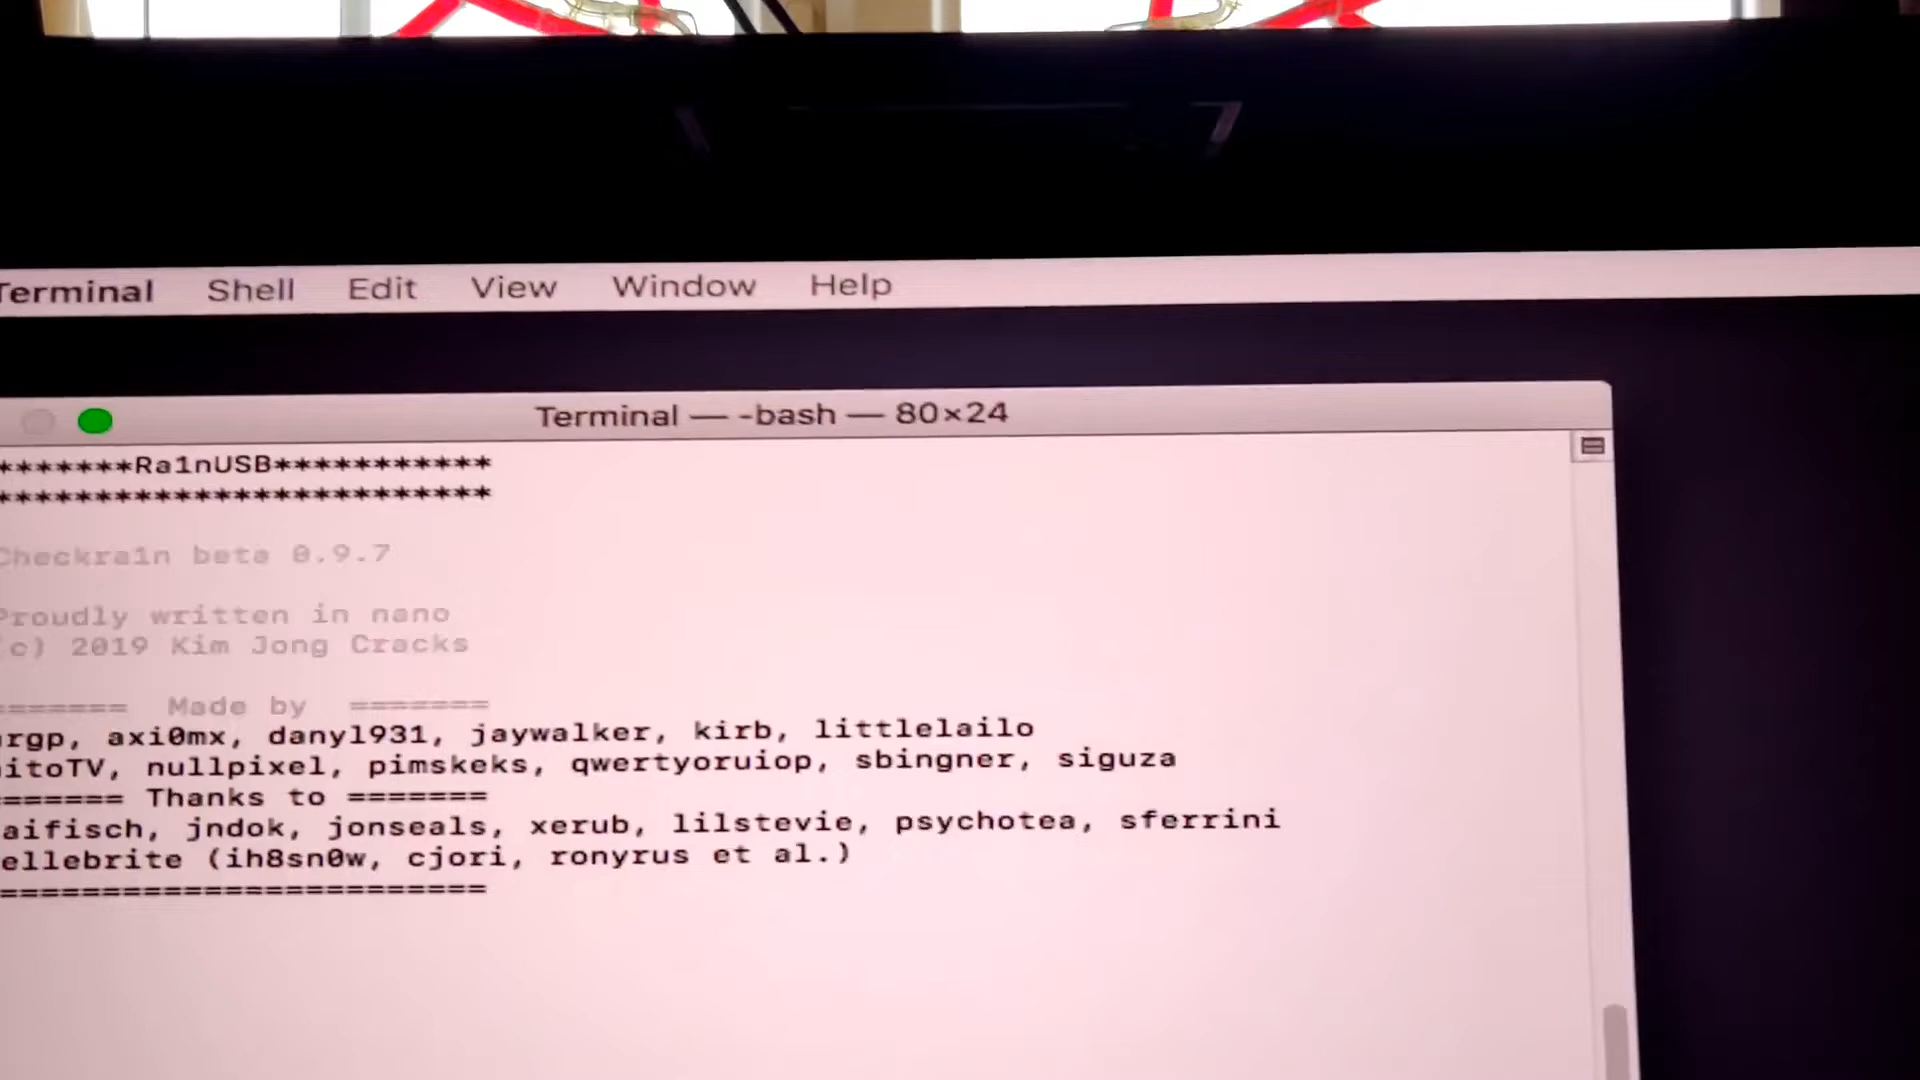 Terminal Shell Edit View Window Help
Terminal — -bash — 80×24
*******Ra1nUSB***********
*************************
Checkra1n beta 0.9.7
Proudly written in nano
(c) 2019 Kim Jong Cracks
======= Made by =======
argp, axi0mx, danyl931, jaywalker, kirb, littlelailo
nitoTV, nullpixel, pimskeks, qwertyoruiop, sbingner, siguza
======= Thanks to =======
aifisch, jndok, jonseals, xerub, lilstevie, psychotea, sferrini
ellebrite (ih8sn0w, cjori, ronyrus et al.)
=========================